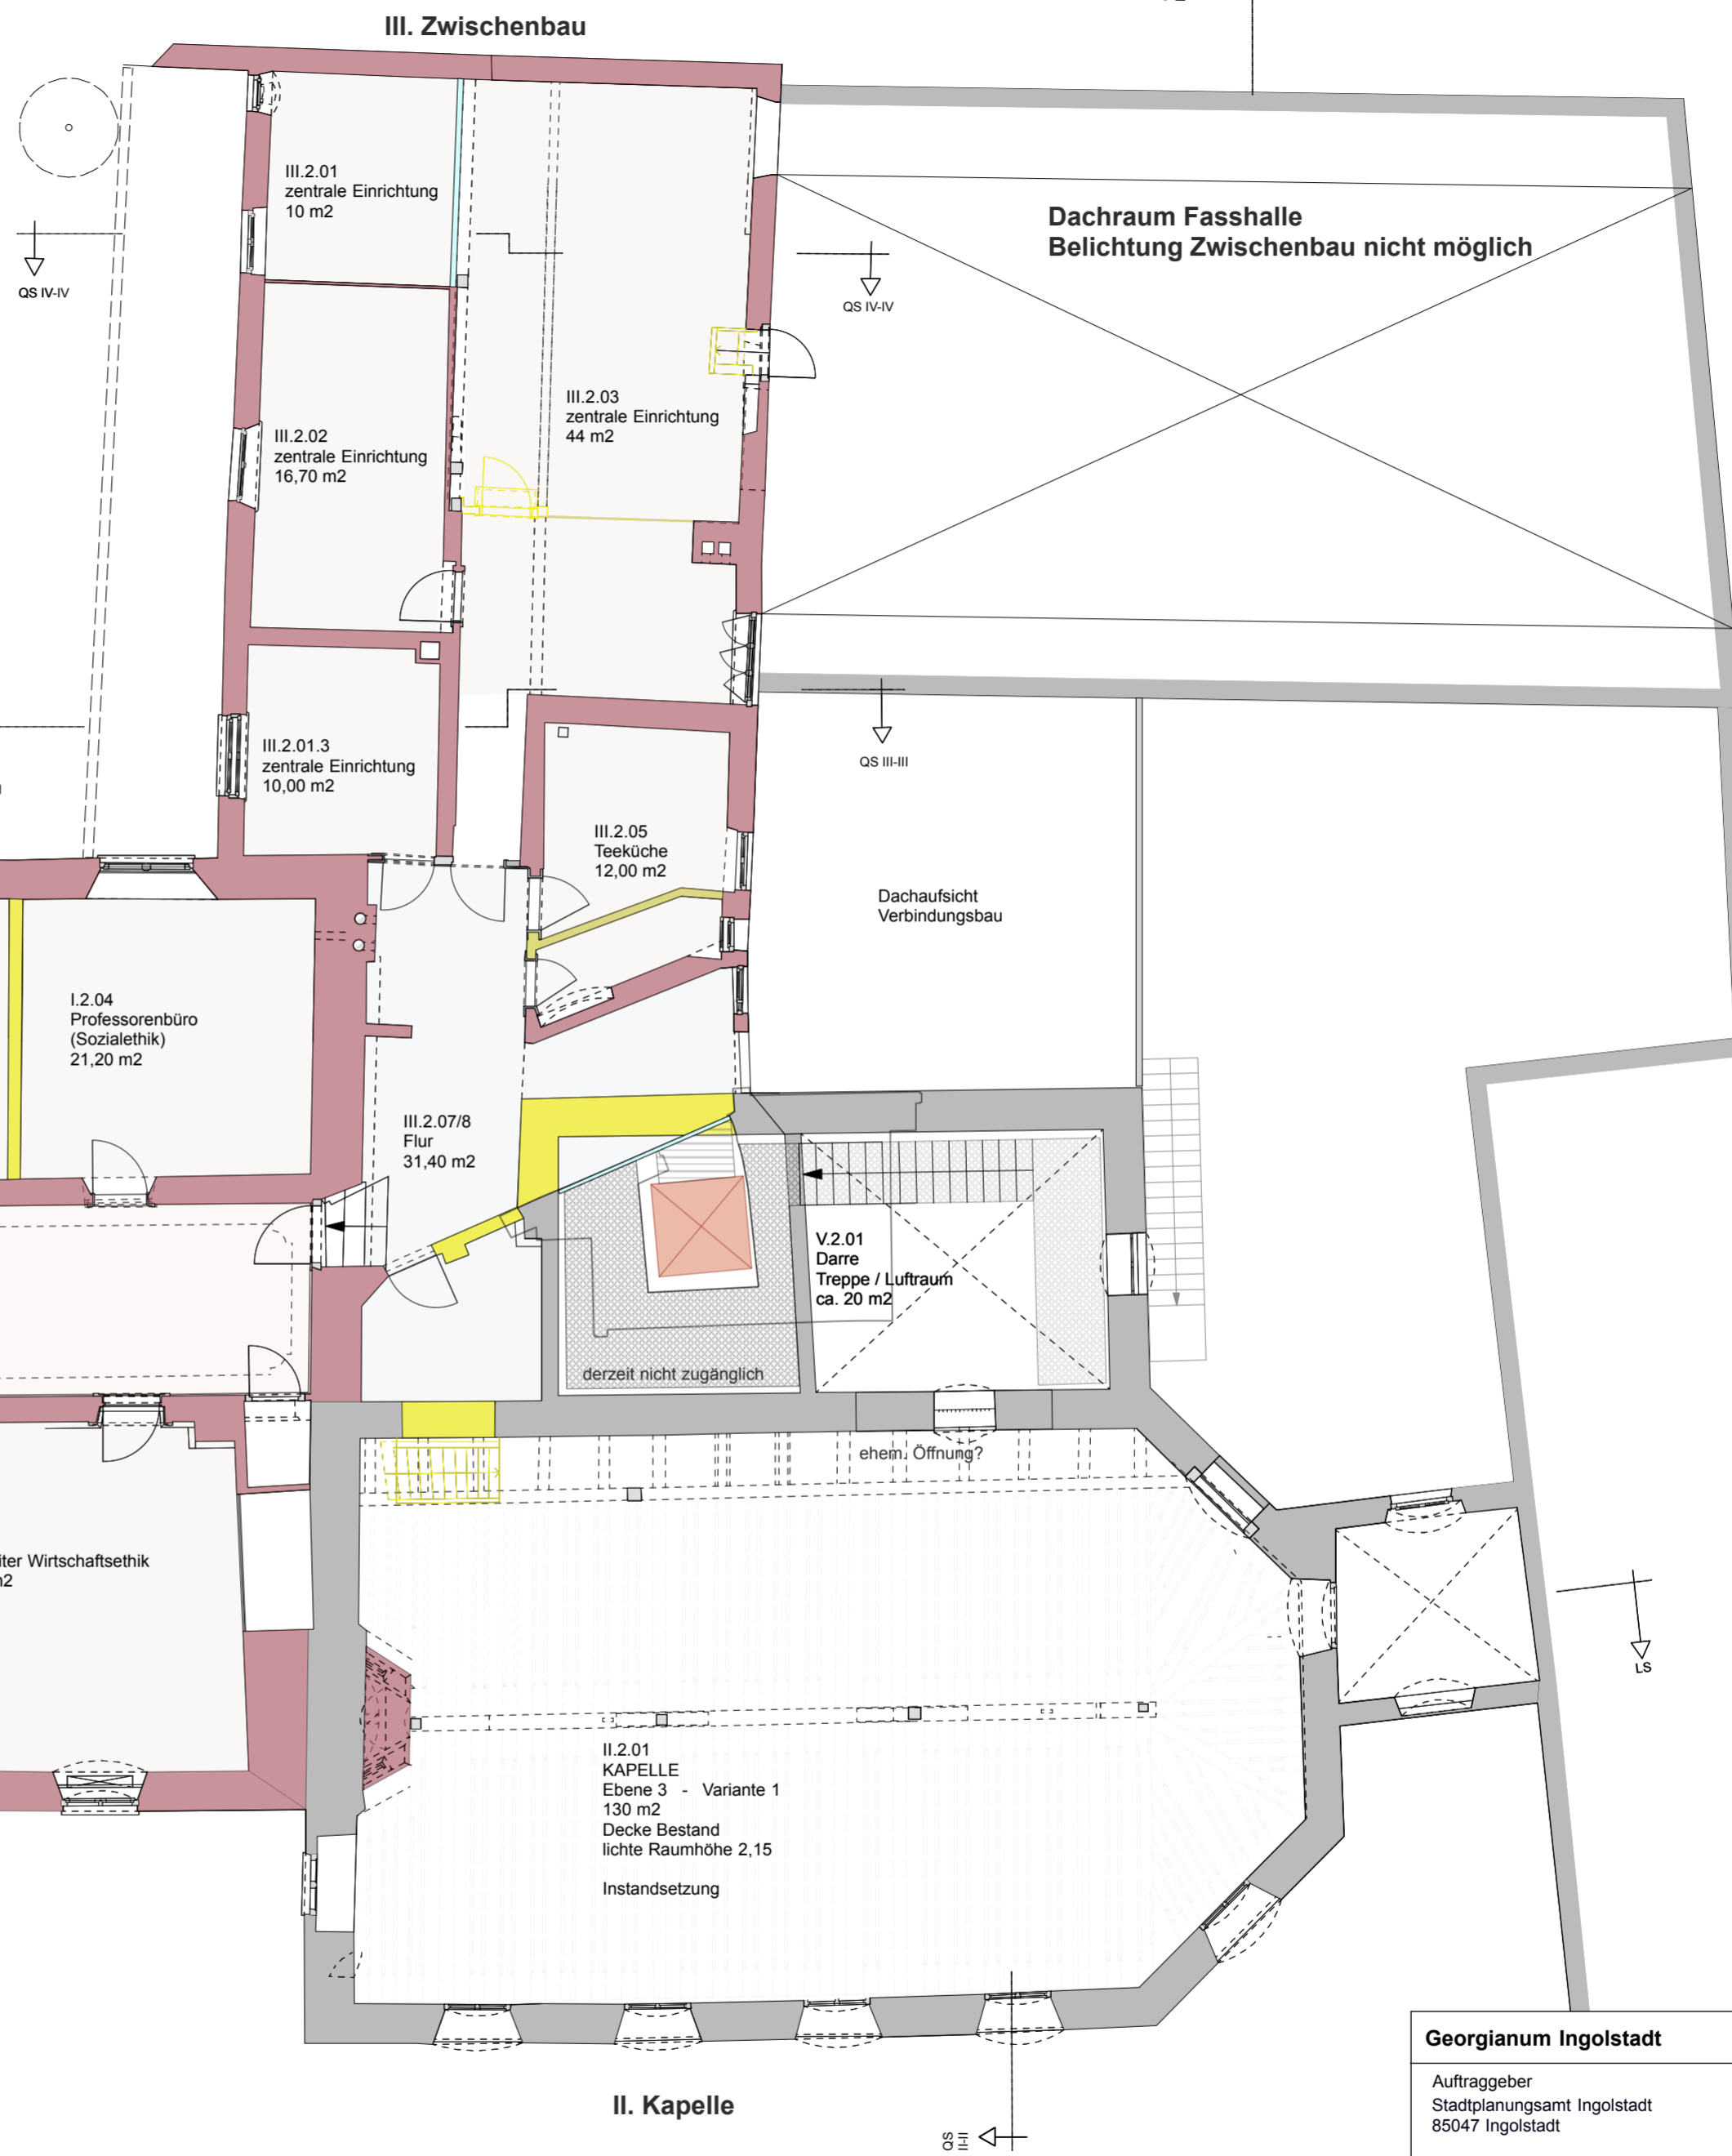 III. Zwischenbau
III.2.01
zentrale Einrichtung
10 m2
Dachraum Fasshalle
Belichtung Zwischenbau nicht möglich
QS IV-IV
QS IV-IV
III.2.03
zentrale Einrichtung
44 m2
III.2.02
zentrale Einrichtung
16,70 m2
III.2.01.3
zentrale Einrichtung
10,00 m2
QS III-III
III.2.05
Teeküche
12,00 m2
Dachaufsicht
Verbindungsbau
I.2.04
Professorenbüro
(Sozialethik)
21,20 m2
III.2.07/8
Flur
31,40 m2
V.2.01
Darre
Treppe / Luftraum
ca. 20 m2
derzeit nicht zugänglich
ehem. Öffnung?
iter Wirtschaftsethik
m2
LS
II.2.01
KAPELLE
Ebene 3 - Variante 1
130 m2
Decke Bestand
lichte Raumhöhe 2,15
Instandsetzung
II. Kapelle
QS
II-II
Georgianum Ingolstadt
Auftraggeber
Stadtplanungsamt Ingolstadt
85047 Ingolstadt